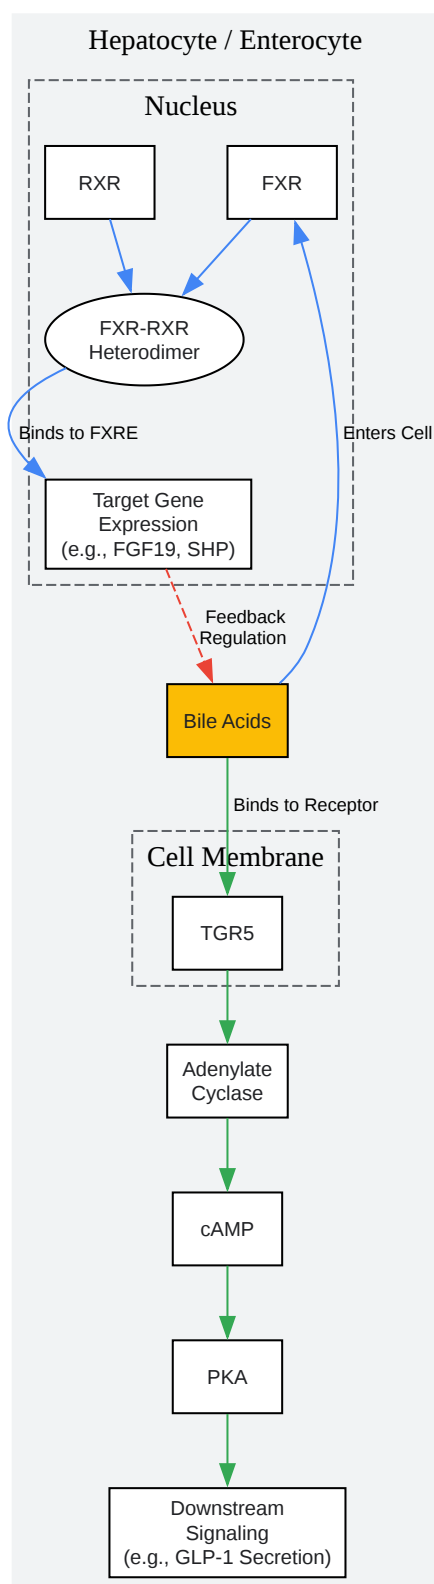 Hepatocyte / Enterocyte
Nucleus
RXR
FXR
FXR-RXR
Heterodimer
Binds to FXRE
Enters Cell
Target Gene
Expression
(e.g., FGF19, SHP)
Feedback
Regulation
Bile Acids
Binds to Receptor
Cell Membrane
TGR5
Adenylate
Cyclase
cAMP
PKA
Downstream
Signaling
(e.g., GLP-1 Secretion)